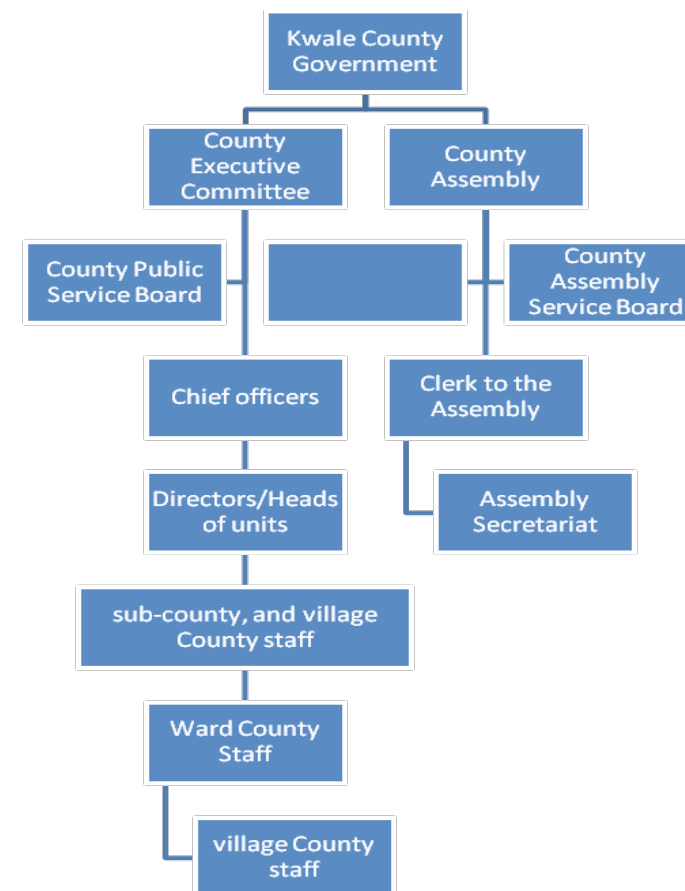 Kwale County
Government
County
Executive
Committee
County
Assembly
County Public
Service Board
County
Assembly
Service Board
Chief officers
Clerk to the
Assembly
Directors/Heads
of units
Assembly
Secretariat
sub-county, and village
County staff
Ward County
Staff
village County
staff